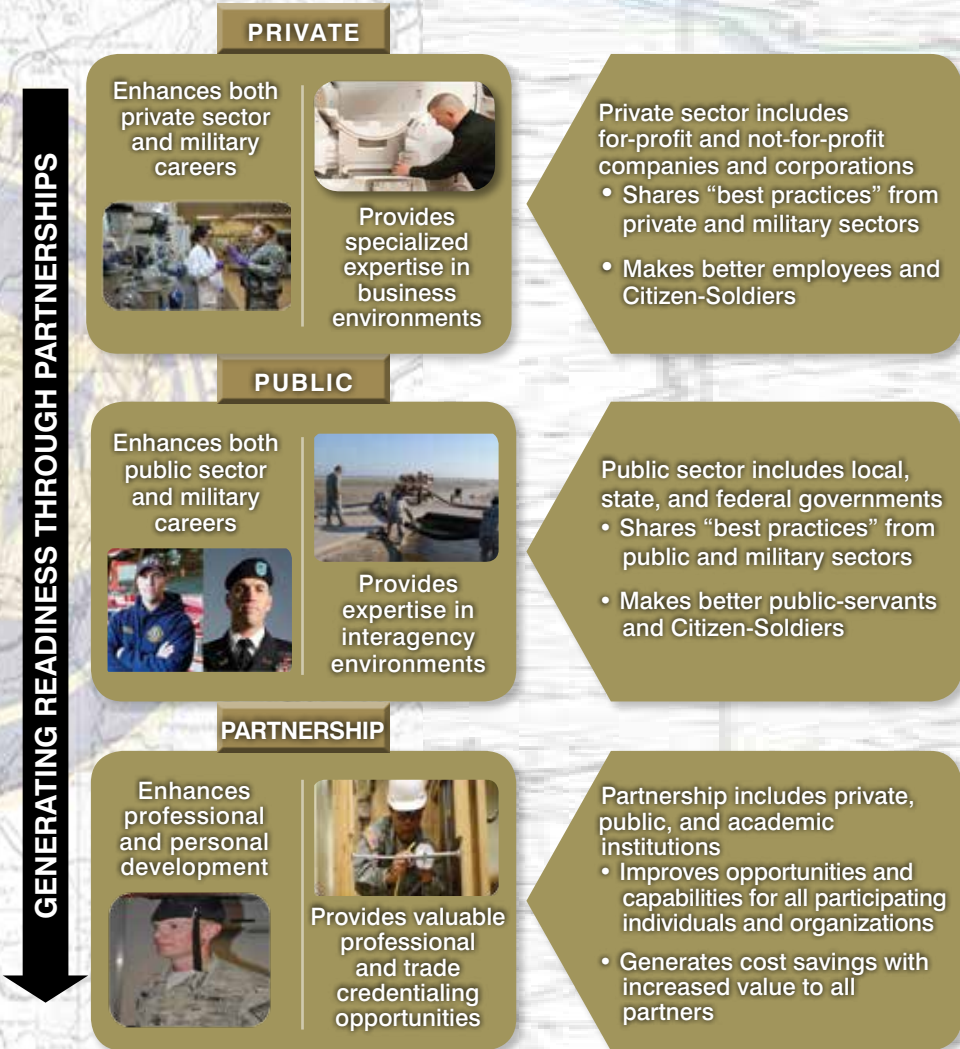 GENERATING READINESS THROUGH PARTNERSHIPS
PRIVATE
Enhances both
private sector
and military
careers
Provides
specialized
expertise in
business
environments
Private sector includes
for-profit and not-for-profit
companies and corporations
• Shares “best practices” from
private and military sectors
• Makes better employees and
Citizen-Soldiers
PUBLIC
Enhances both
public sector
and military
careers
Provides
expertise in
interagency
environments
Public sector includes local,
state, and federal governments
• Shares “best practices” from
public and military sectors
• Makes better public-servants
and Citizen-Soldiers
PARTNERSHIP
Enhances
professional
and personal
development
Provides valuable
professional
and trade
credentialing
opportunities
Partnership includes private,
public, and academic
institutions
• Improves opportunities and
capabilities for all participating
individuals and organizations
• Generates cost savings with
increased value to all
partners